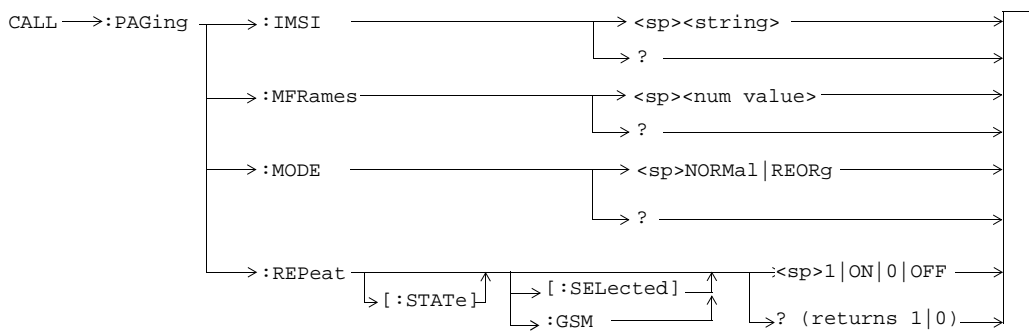 CALL :PAGing :IMSI <sp><string>
?
:MFRames <sp><num value>
?
:MODE <sp>NORMal|REORg
?
:REPeat <sp>1|ON|0|OFF
[:STATe] [:SELected]
:GSM ? (returns 1|0)